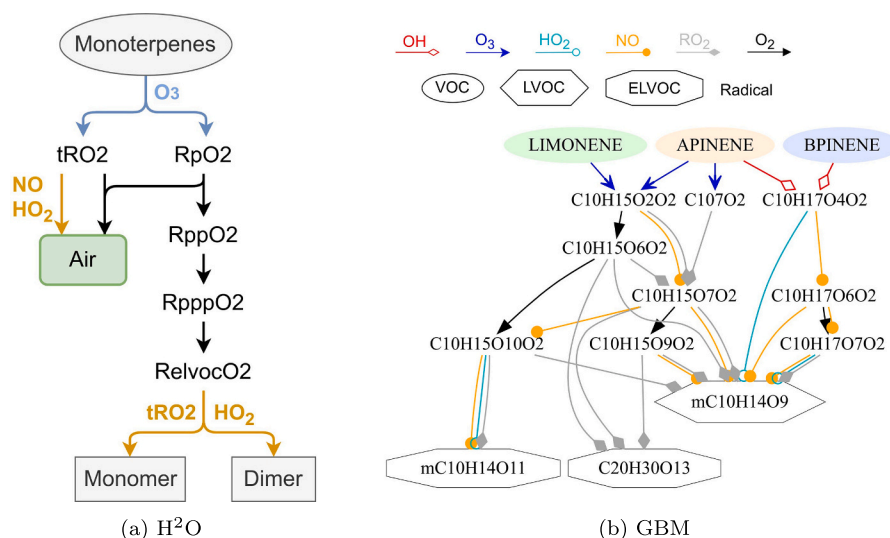 Monoterpenes
O3
tRO2 RpO2
NO
HO2
Air
RppO2
RpppO2
RelvocO2
tRO2 HO2
Monomer Dimer
(a) H²O
OH O3 HO2 NO RO2 O2
VOC LVOC ELVOC Radical
LIMONENE APINENE BPINENE
C10H15O2O2 C107O2 C10H17O4O2
C10H15O6O2
C10H15O7O2 C10H17O6O2
C10H15O10O2 C10H15O9O2 C10H17O7O2
mC10H14O9
mC10H14O11 C20H30O13
(b) GBM